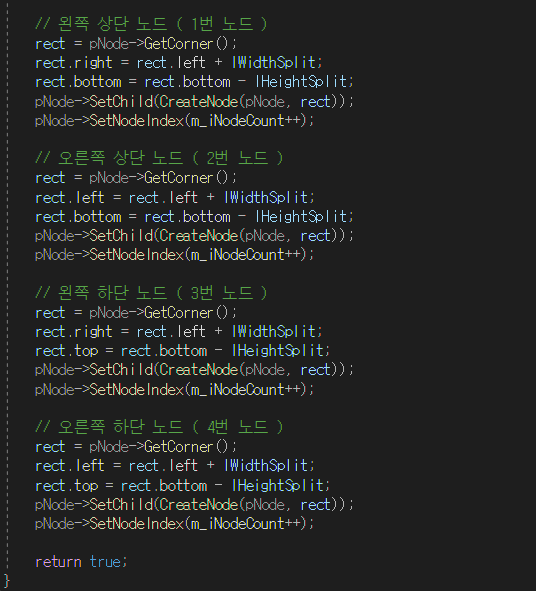 // 왼쪽 상단 노드 ( 1번 노드 )
rect = pNode->GetCorner();
rect.right = rect.left + lWidthSplit;
rect.bottom = rect.bottom - lHeightSplit;
pNode->SetChild(CreateNode(pNode, rect));
pNode->SetNodeIndex(m_iNodeCount++);
// 오른쪽 상단 노드 ( 2번 노드 )
rect = pNode->GetCorner();
rect.left = rect.left + lWidthSplit;
rect.bottom = rect.bottom - lHeightSplit;
pNode->SetChild(CreateNode(pNode, rect));
pNode->SetNodeIndex(m_iNodeCount++);
// 왼쪽 하단 노드 ( 3번 노드 )
rect = pNode->GetCorner();
rect.right = rect.left + lWidthSplit;
rect.top = rect.bottom - lHeightSplit;
pNode->SetChild(CreateNode(pNode, rect));
pNode->SetNodeIndex(m_iNodeCount++);
// 오른쪽 하단 노드 ( 4번 노드 )
rect = pNode->GetCorner();
rect.left = rect.left + lWidthSplit;
rect.top = rect.bottom - lHeightSplit;
pNode->SetChild(CreateNode(pNode, rect));
pNode->SetNodeIndex(m_iNodeCount++);
return true;
}